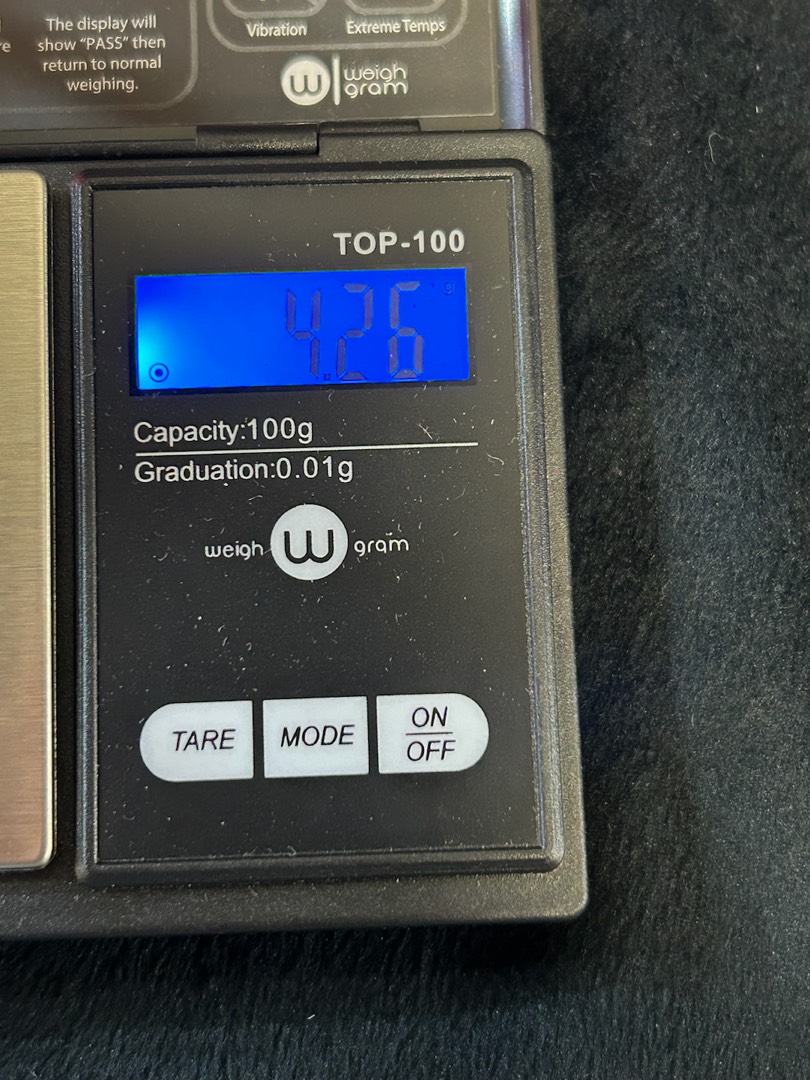 The display will
show “PASS” then
return to normal
weighing.
Vibration
Extreme Temps
W
weigh
gram
TOP-100
4.26 g
Capacity:100g
Graduation:0.01g
weigh W gram
TARE
MODE
ON
OFF